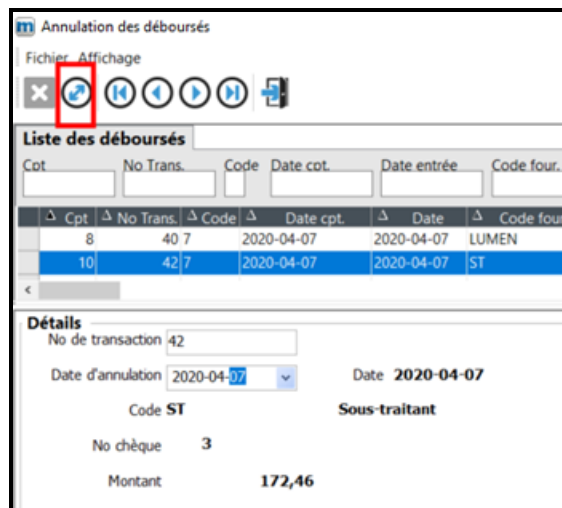 m Annulation des déboursés
Fichier Affichage
Liste des déboursés
Cpt No Trans. Code Date cpt. Date entrée Code four.
Cpt No Trans. Code Date cpt. Date Code four
8 40 7 2020-04-07 2020-04-07 LUMEN
10 42 7 2020-04-07 2020-04-07 ST
Détails
No de transaction 42
Date d'annulation 2020-04-07 Date 2020-04-07
Code ST Sous-traitant
No chèque 3
Montant 172,46